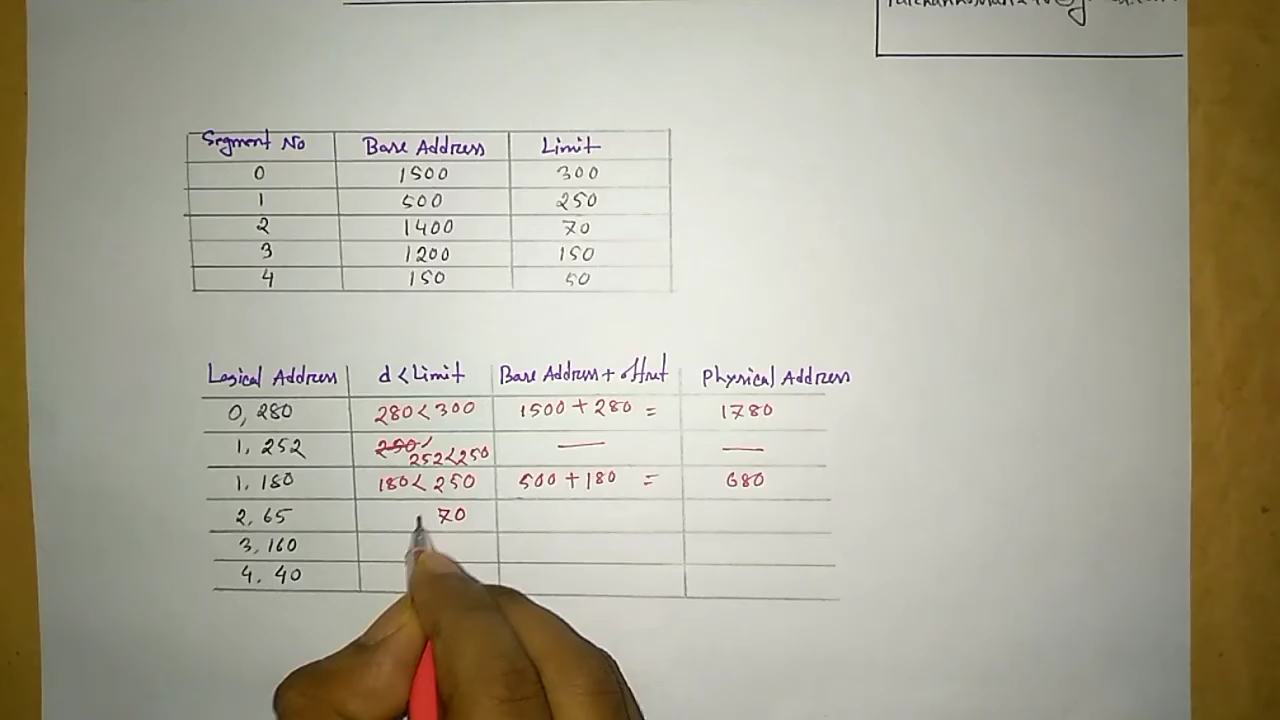 Segment No Base Address Limit
0 1500 300
1 500 250
2 1400 70
3 1200 150
4 150 50
Logical Address d < Limit Base Address + offset Physical Address
0, 280 280 < 300 1500 + 280 = 1780
1, 252 252 < 250 — —
1, 180 180 < 250 500 + 180 = 680
2, 65 70
3, 160
4, 40